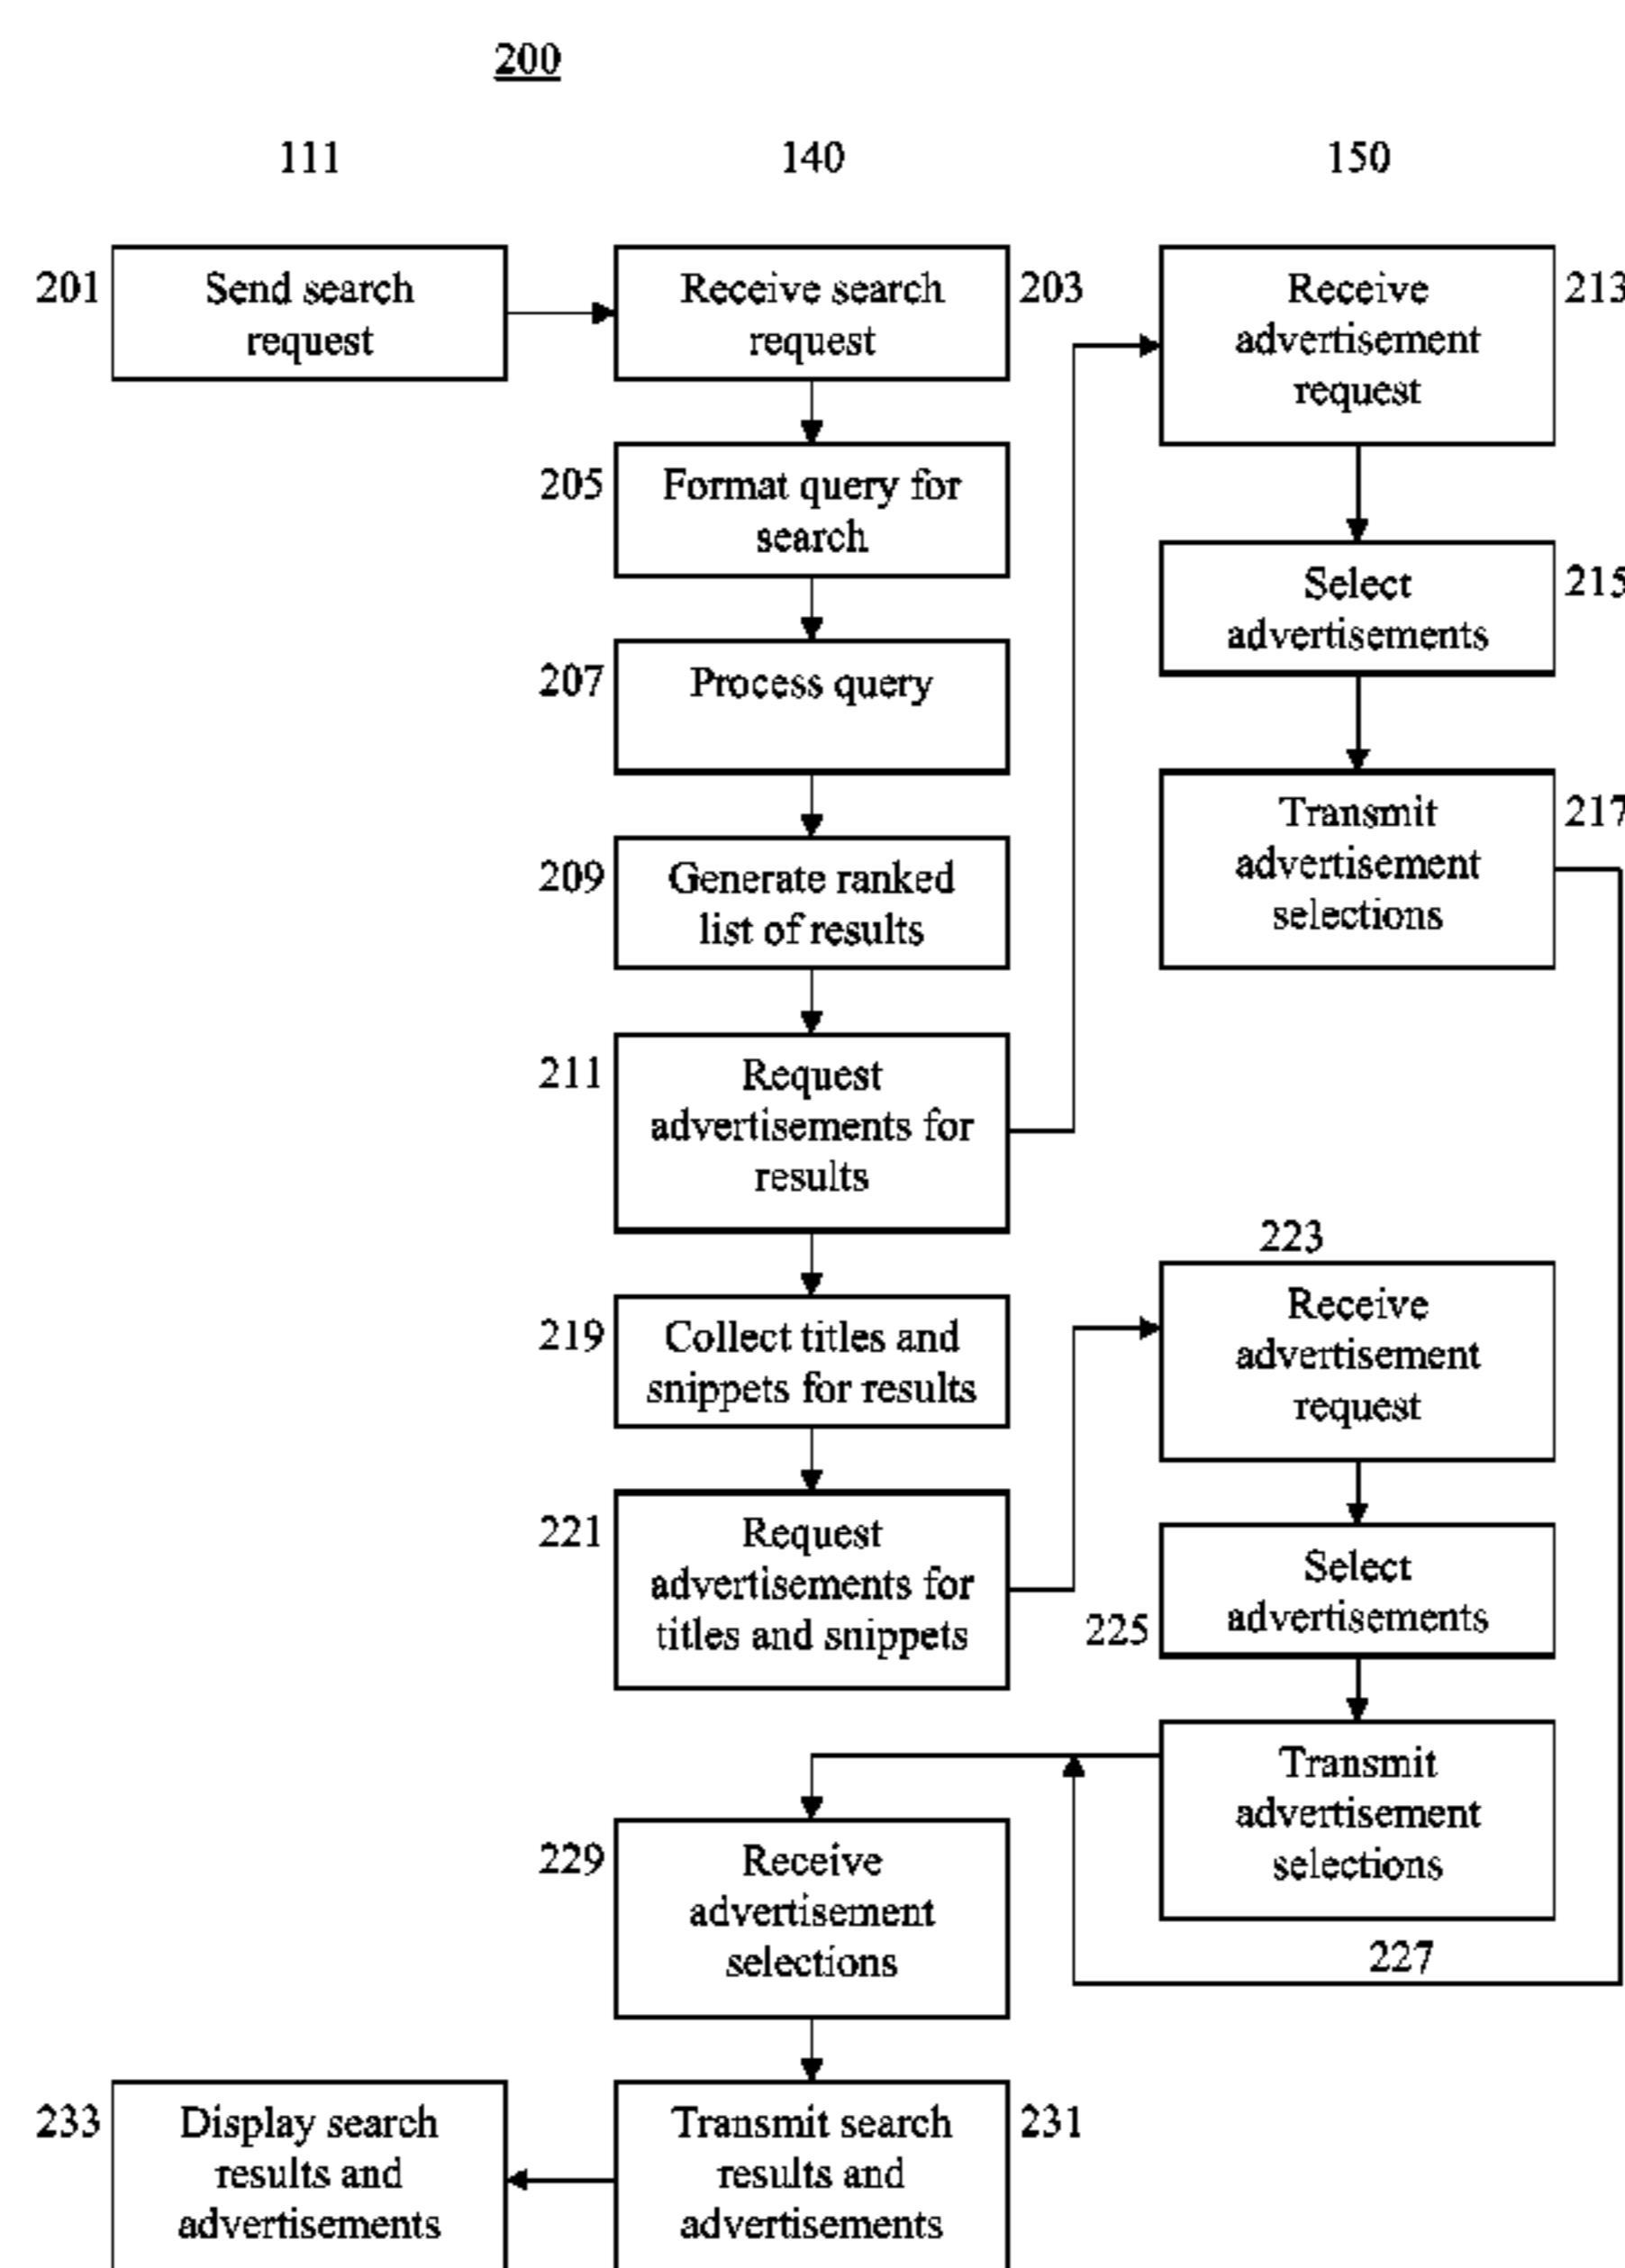 200
111
140
150
201
Send search
request
Receive search
request
203
205
Format query for
search
207
Process query
209
Generate ranked
list of results
211
Request
advertisements for
results
Receive
advertisement
request
213
Select
advertisements
215
Transmit
advertisement
selections
217
219
Collect titles and
snippets for results
221
Request
advertisements for
titles and snippets
223
Receive
advertisement
request
225
Select
advertisements
Transmit
advertisement
selections
227
229
Receive
advertisement
selections
Transmit search
results and
advertisements
231
233
Display search
results and
advertisements